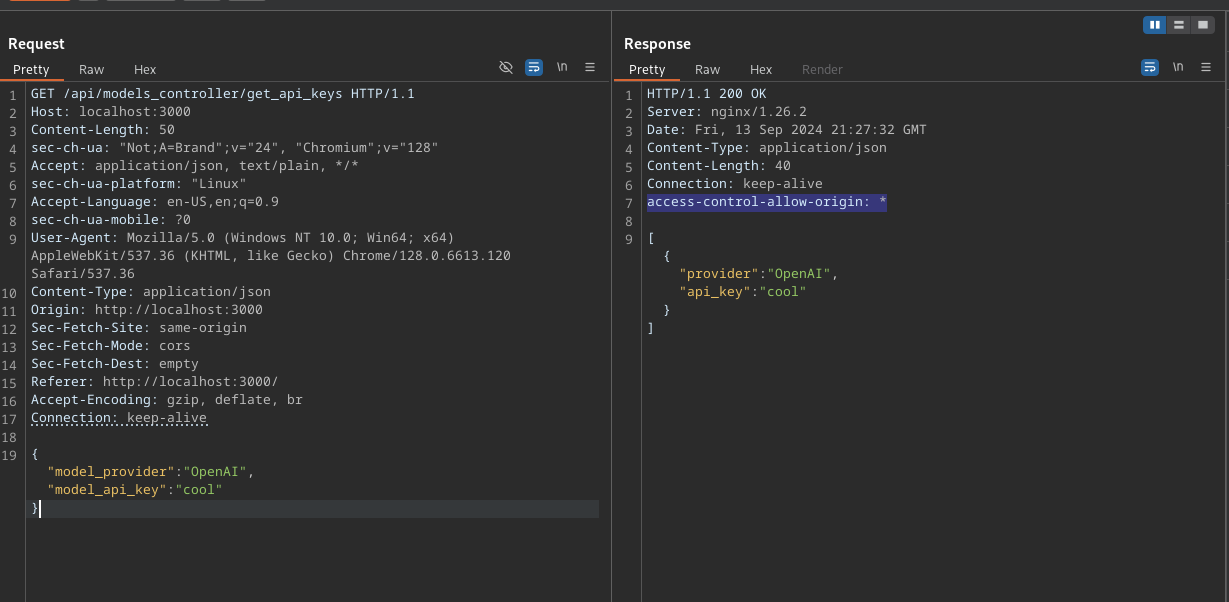 Request
Pretty Raw Hex \n
1 GET /api/models_controller/get_api_keys HTTP/1.1
2 Host: localhost:3000
3 Content-Length: 50
4 sec-ch-ua: "Not;A=Brand";v="24", "Chromium";v="128"
5 Accept: application/json, text/plain, */*
6 sec-ch-ua-platform: "Linux"
7 Accept-Language: en-US,en;q=0.9
8 sec-ch-ua-mobile: ?0
9 User-Agent: Mozilla/5.0 (Windows NT 10.0; Win64; x64)
AppleWebKit/537.36 (KHTML, like Gecko) Chrome/128.0.6613.120
Safari/537.36
10 Content-Type: application/json
11 Origin: http://localhost:3000
12 Sec-Fetch-Site: same-origin
13 Sec-Fetch-Mode: cors
14 Sec-Fetch-Dest: empty
15 Referer: http://localhost:3000/
16 Accept-Encoding: gzip, deflate, br
17 Connection: keep-alive
18
19 {
"model_provider":"OpenAI",
"model_api_key":"cool"
}
Response
Pretty Raw Hex Render \n
1 HTTP/1.1 200 OK
2 Server: nginx/1.26.2
3 Date: Fri, 13 Sep 2024 21:27:32 GMT
4 Content-Type: application/json
5 Content-Length: 40
6 Connection: keep-alive
7 access-control-allow-origin: *
8
9 [
{
"provider":"OpenAI",
"api_key":"cool"
}
]